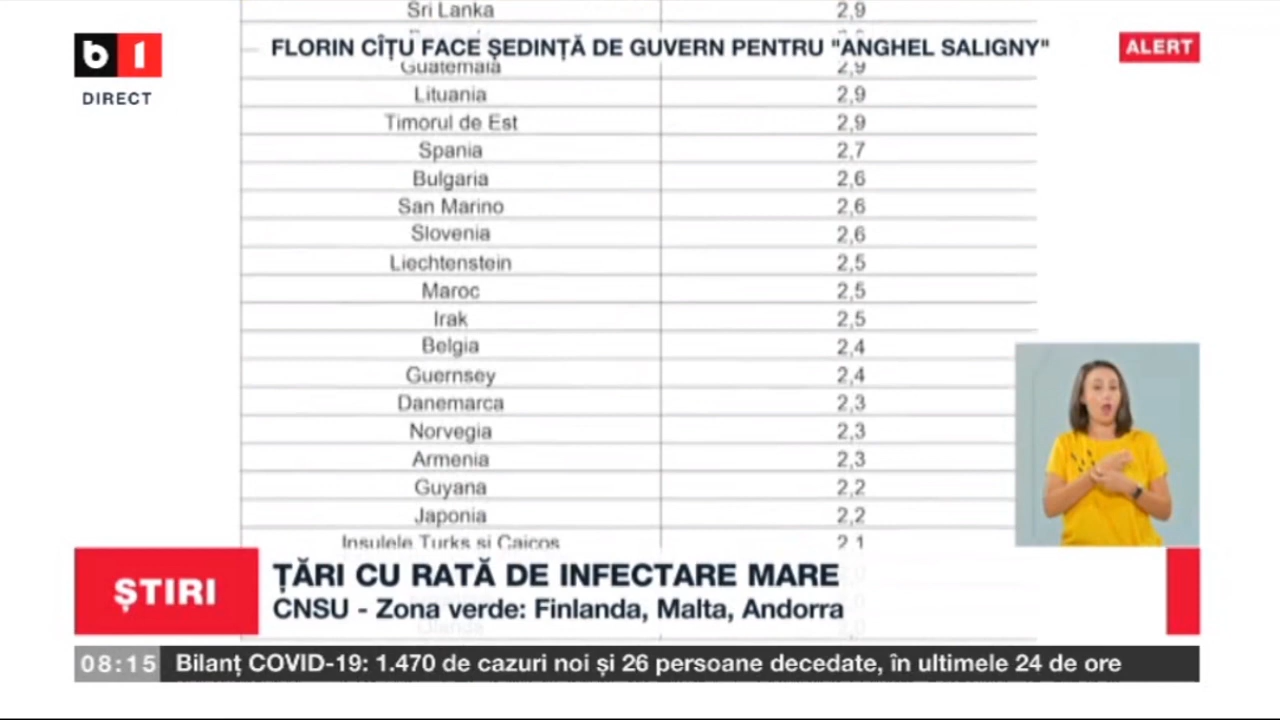 Sri Lanka 2,9
b 1
FLORIN CÎȚU FACE ȘEDINȚĂ DE GUVERN PENTRU "ANGHEL SALIGNY"
ALERT
DIRECT
Guatemala 2,9
Lituania 2,9
Timorul de Est 2,9
Spania 2,7
Bulgaria 2,6
San Marino 2,6
Slovenia 2,6
Liechtenstein 2,5
Maroc 2,5
Irak 2,5
Belgia 2,4
Guernsey 2,4
Danemarca 2,3
Norvegia 2,3
Armenia 2,3
Guyana 2,2
Japonia 2,2
Insulele Turks si Caicos 2,1
ȘTIRI
ȚĂRI CU RATĂ DE INFECTARE MARE
CNSU - Zona verde: Finlanda, Malta, Andorra
08:15 Bilanț COVID-19: 1.470 de cazuri noi și 26 persoane decedate, în ultimele 24 de ore